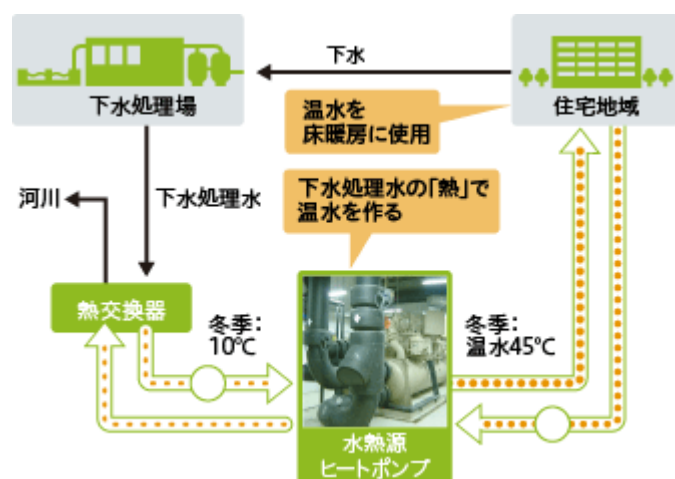 下水
下水処理場
住宅地域
温水を
床暖房に使用
河川
下水処理水
下水処理水の「熱」で
温水を作る
熱交換器
冬季：
10℃
冬季：
温水45℃
水熱源
ヒートポンプ